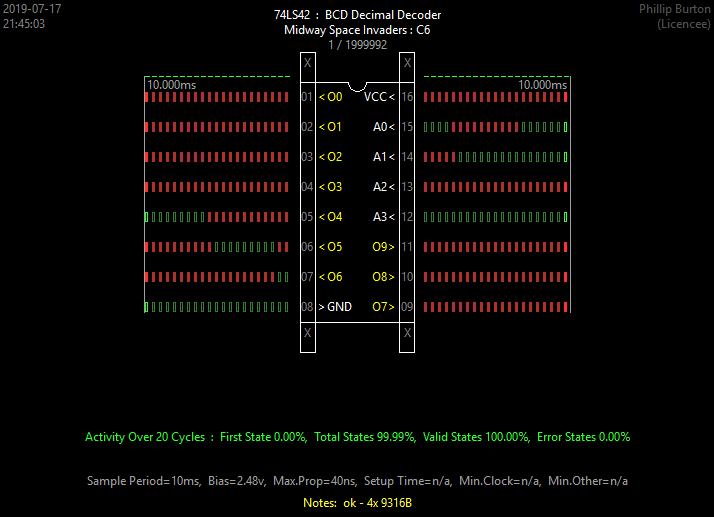 2019-07-17
21:45:03
74LS42 : BCD Decimal Decoder
Midway Space Invaders : C6
1 / 1999992
Phillip Burton
(Licencee)
X X
10.000ms 10.000ms
01 <O0 VCC< 16
02 <O1 A0< 15
03 <O2 A1< 14
04 <O3 A2< 13
05 <O4 A3< 12
06 <O5 O9> 11
07 <O6 O8> 10
08 >GND O7> 09
X X
Activity Over 20 Cycles : First State 0.00%, Total States 99.99%, Valid States 100.00%, Error States 0.00%
Sample Period=10ms, Bias=2.48v, Max.Prop=40ns, Setup Time=n/a, Min.Clock=n/a, Min.Other=n/a
Notes: ok - 4x 9316B